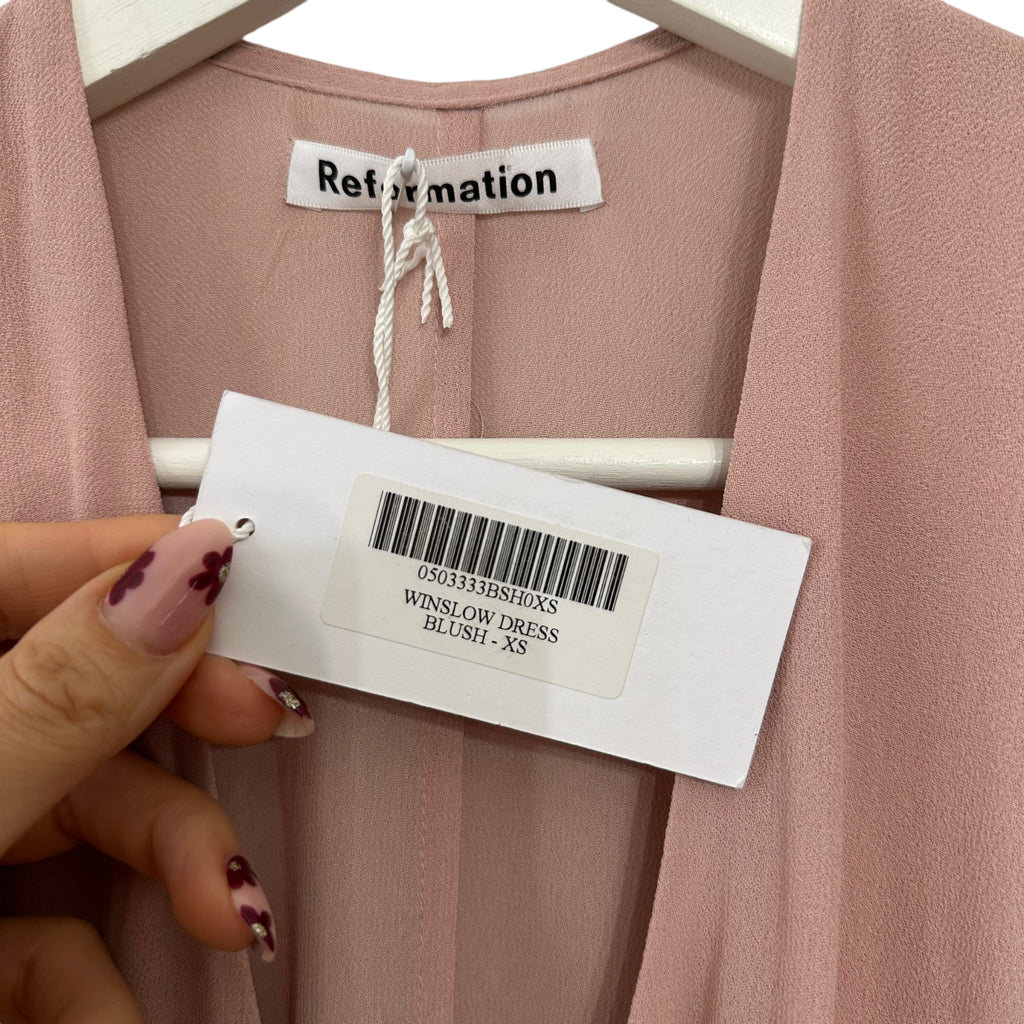 Reformation
0503333BSH0XS
WINSLOW DRESS
BLUSH - XS